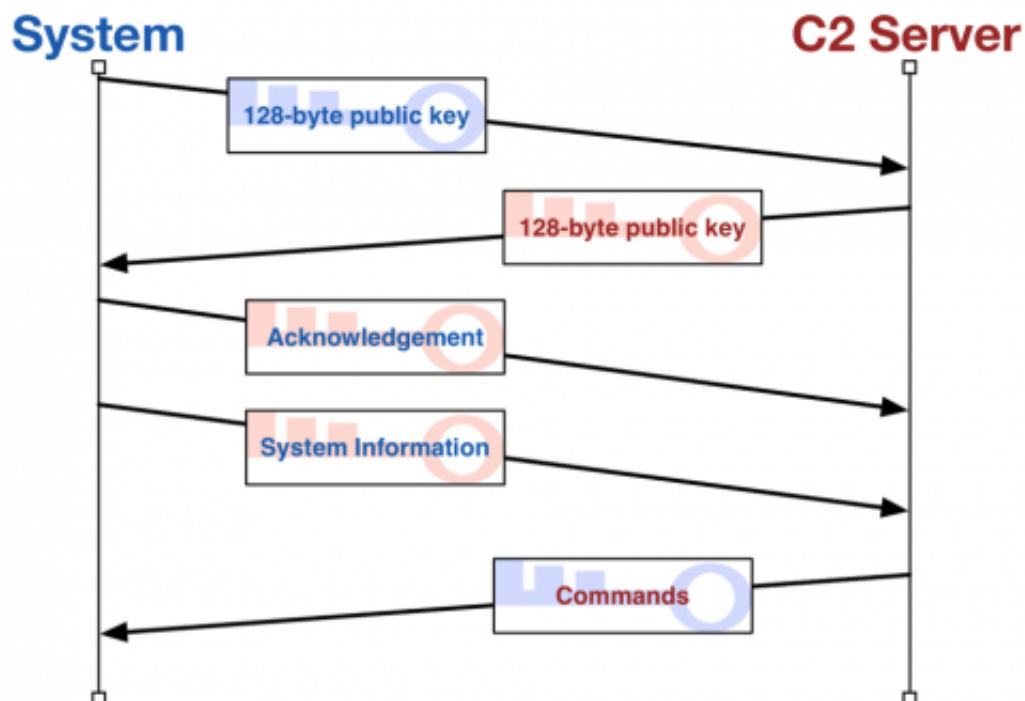 System
C2 Server
128-byte public key
128-byte public key
Acknowledgement
System Information
Commands